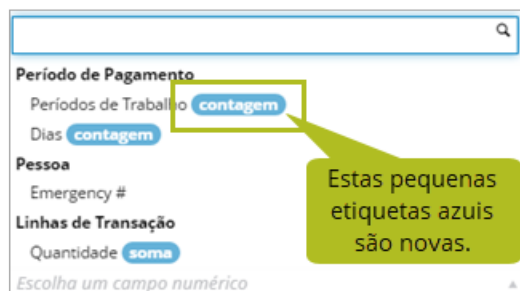 Período de Pagamento
Períodos de Trabalho contagem
Dias contagem
Pessoa
Emergency #
Linhas de Transação
Quantidade soma
Escolha um campo numérico
Estas pequenas
etiquetas azuis
são novas.